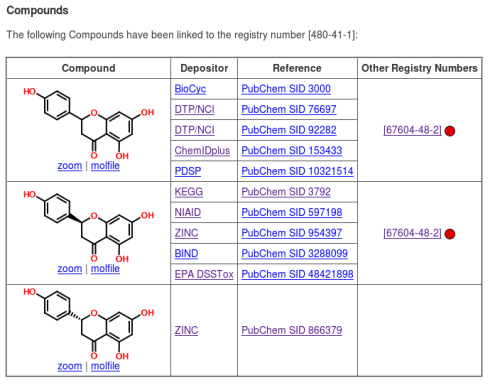 Compounds
The following Compounds have been linked to the registry number [480-41-1]:
Compound Depositor Reference Other Registry Numbers
HO
O
OH
O
OH
zoom | molfile
BioCyc PubChem SID 3000
DTP/NCI PubChem SID 76697
DTP/NCI PubChem SID 92282
ChemIDplus PubChem SID 153433
PDSP PubChem SID 10321514
[67604-48-2]
HO
O
OH
O
OH
zoom | molfile
KEGG PubChem SID 3792
NIAID PubChem SID 597198
ZINC PubChem SID 954397
BIND PubChem SID 3288099
EPA DSSTox PubChem SID 48421898
[67604-48-2]
HO
O
OH
O
OH
zoom | molfile
ZINC PubChem SID 866379